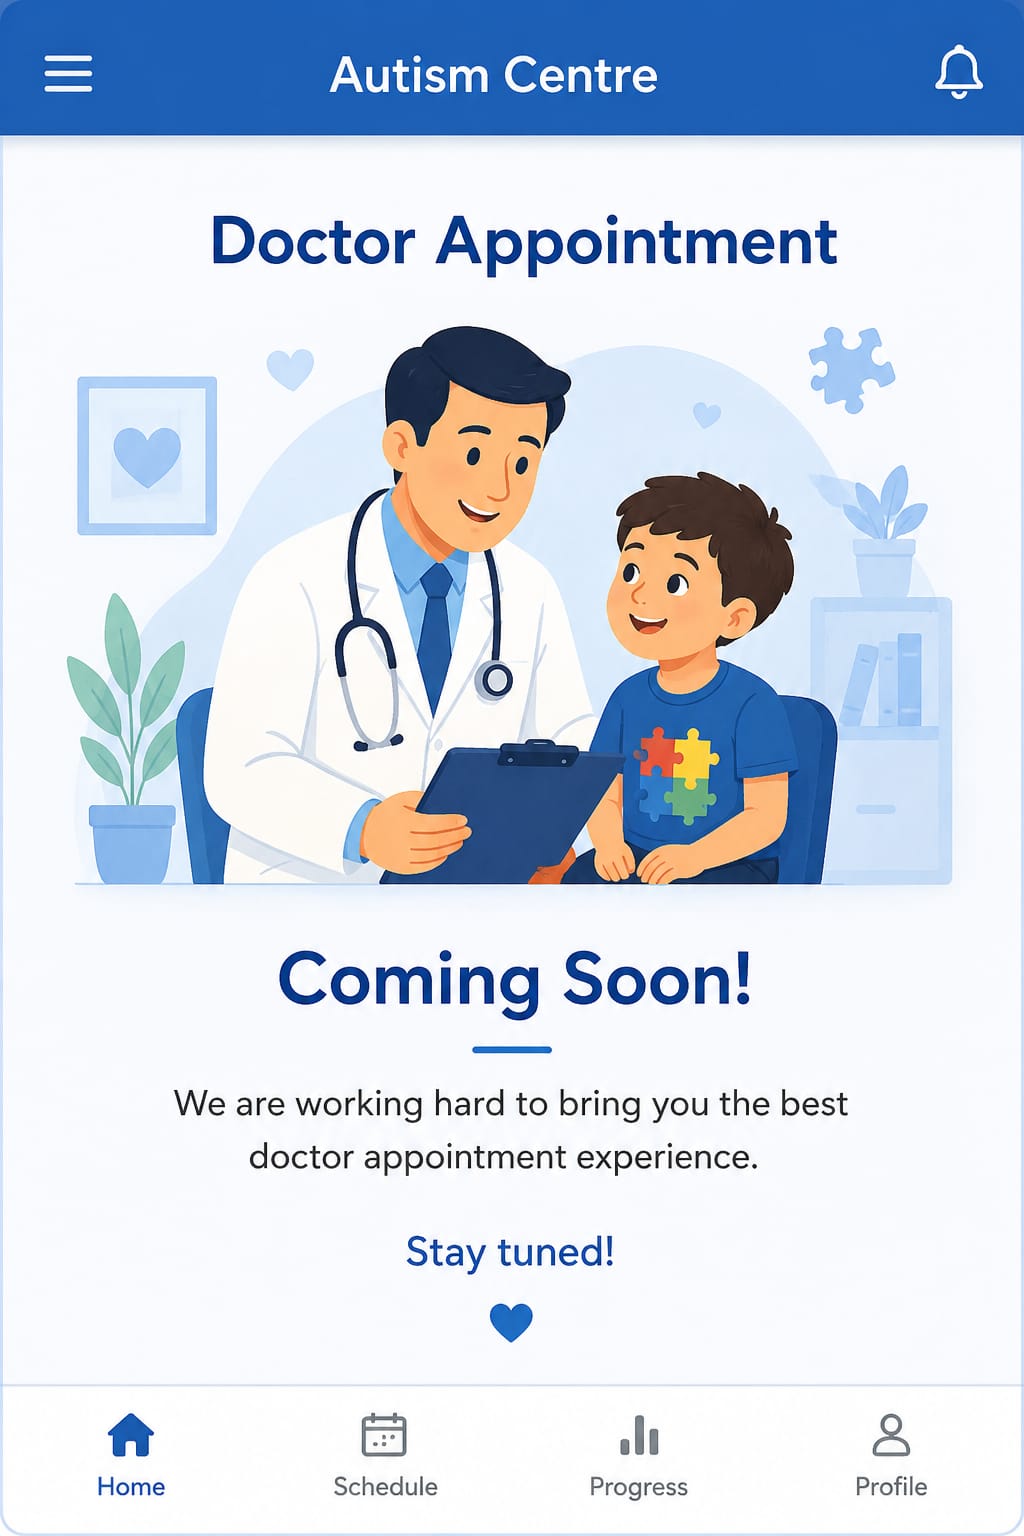 Autism Centre
Doctor Appointment
Coming Soon!
We are working hard to bring you the best
doctor appointment experience.
Stay tuned!
Home
Schedule
Progress
Profile